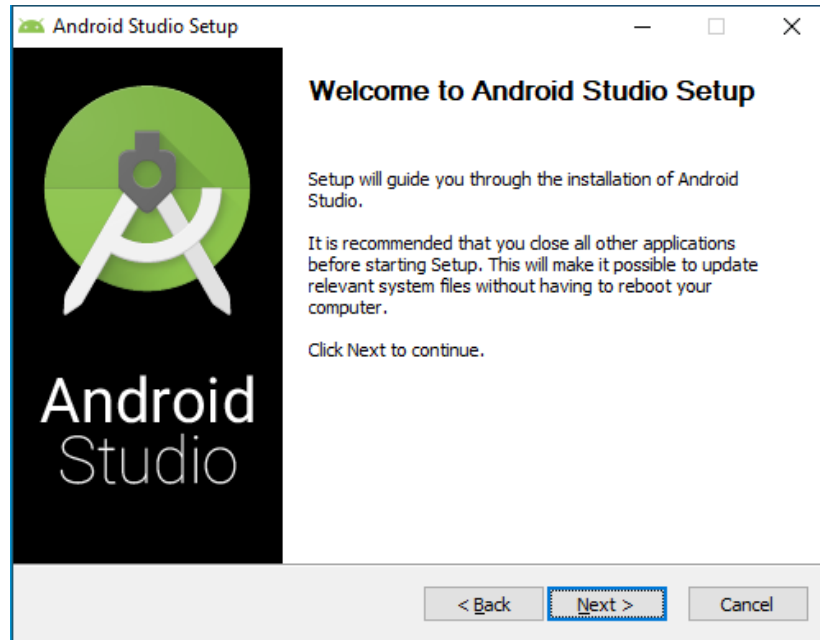 Android Studio Setup
Welcome to Android Studio Setup
Setup will guide you through the installation of Android
Studio.
It is recommended that you close all other applications
before starting Setup. This will make it possible to update
relevant system files without having to reboot your
computer.
Click Next to continue.
Android
Studio
< Back
Next >
Cancel